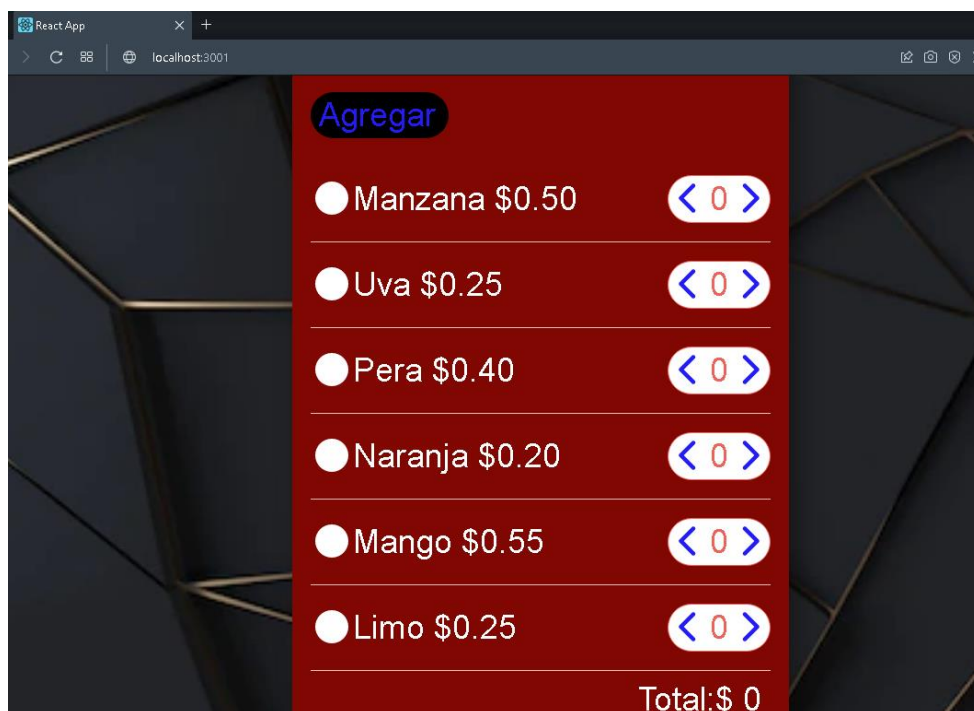 React App
localhost:3001
Agregar
Manzana $0.50 0
Uva $0.25 0
Pera $0.40 0
Naranja $0.20 0
Mango $0.55 0
Limo $0.25 0
Total:$ 0